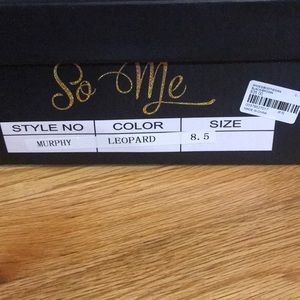 So Me
STYLE NO COLOR SIZE
MURPHY LEOPARD 8.5